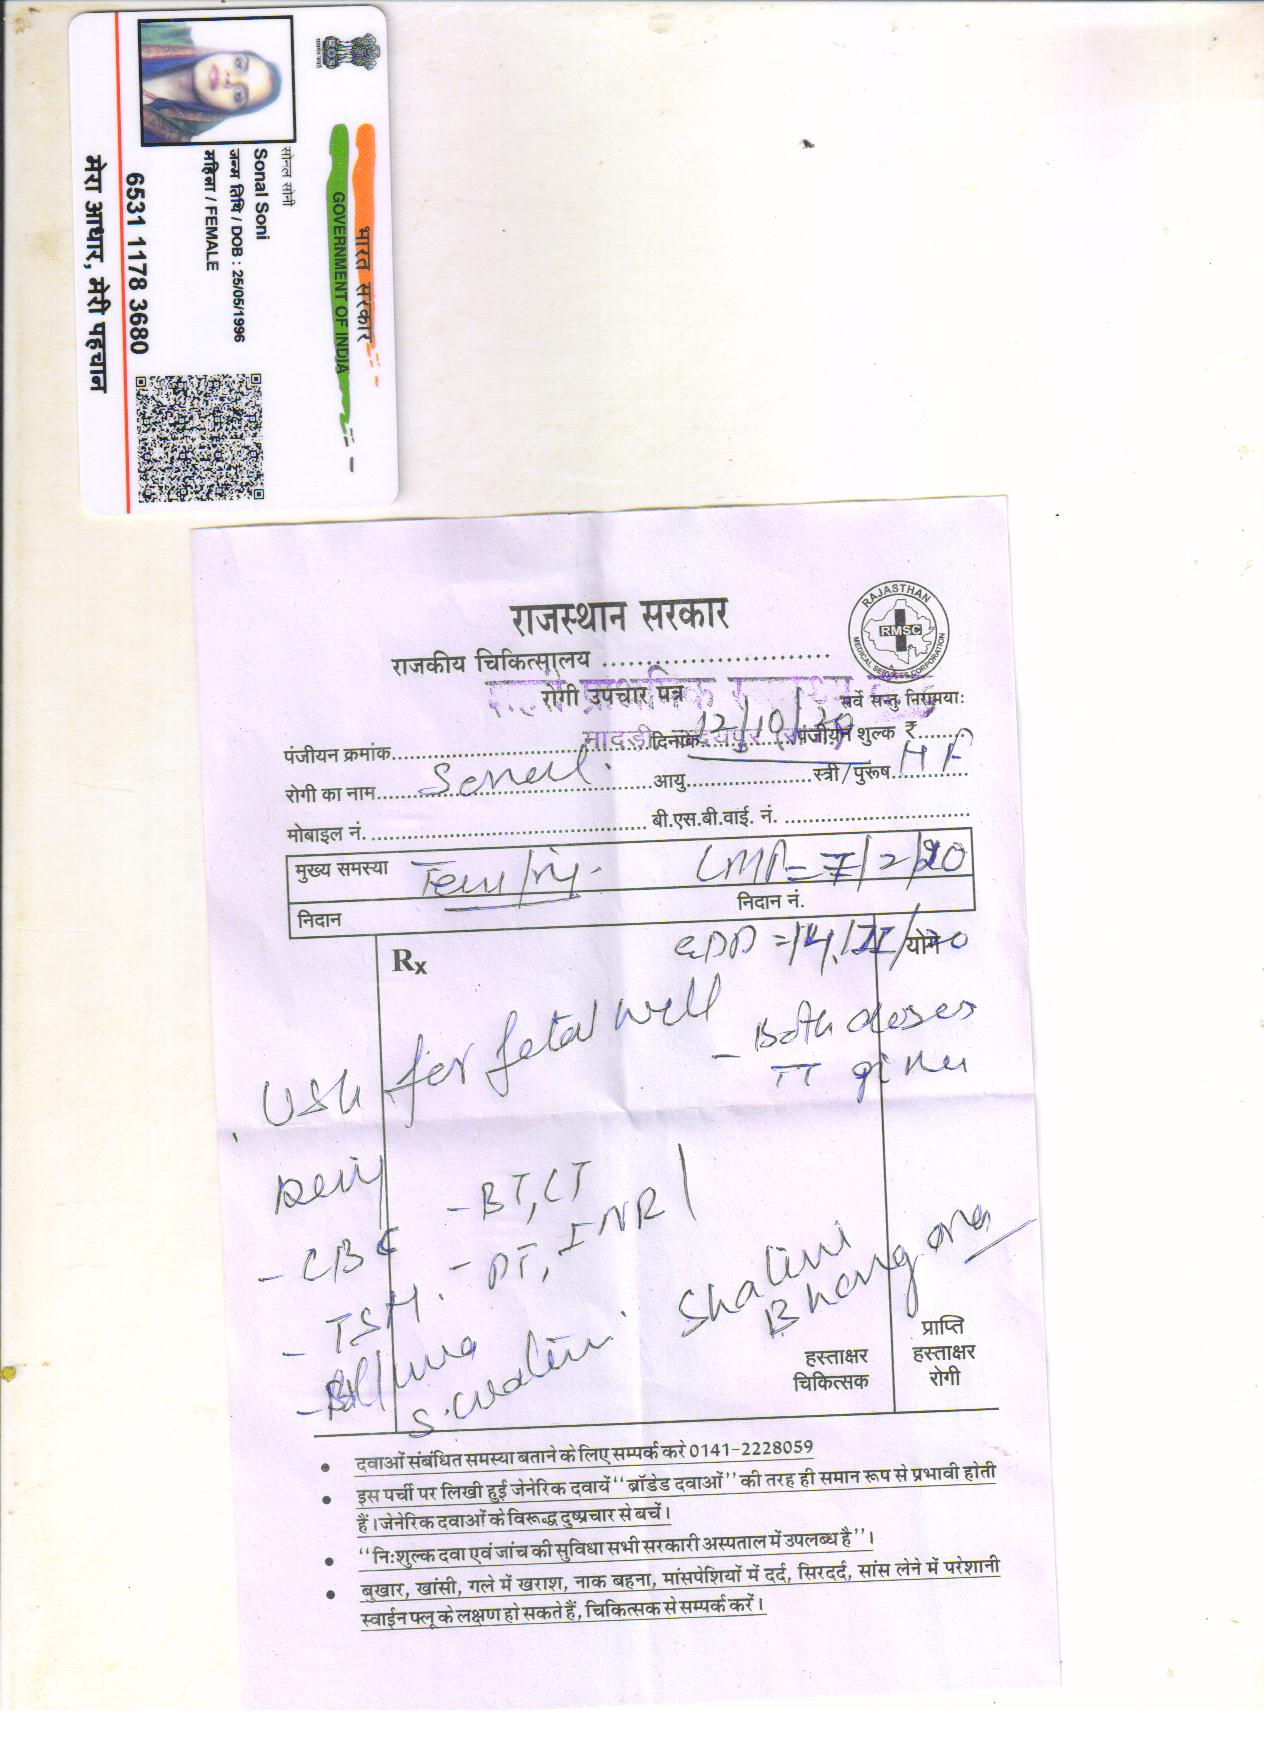 भारत सरकार
GOVERNMENT OF INDIA
सोनल सोनी
Sonal Soni
जन्म तिथि / DOB : 25/05/1996
महिला / FEMALE
6531 1178 3680
मेरा आधार, मेरी पहचान
राजस्थान सरकार
RAJASTHAN
RMSC
MEDICAL SERVICES CORPORATION
राजकीय चिकित्सालय ........................
रोगी उपचार पत्र
सर्वे सन्तु निरामयाः
पंजीयन क्रमांक.......... दिनांक 12/10/20 पंजीयन शुल्क ₹.......
रोगी का नाम.......... आयु.......... स्त्री/पुरूष..........
मोबाइल नं. .......... बी.एस.बी.वाई. नं. ..........
मुख्य समस्या LMP = 7/2/20
निदान निदान नं.
EDD = 14/11/20 योग
Rx
USG for fetal well
being
- Both doses
TT given
- CBC - BT, CT
- TSH. - PT, INR
Shalini
हस्ताक्षर
चिकित्सक
प्राप्ति
हस्ताक्षर
रोगी
• दवाओं संबंधित समस्या बताने के लिए सम्पर्क करे 0141-2228059
• इस पर्ची पर लिखी हुई जेनेरिक दवायें "ब्रॉडेड दवाओं" की तरह ही समान रूप से प्रभावी होती
हैं। जेनेरिक दवाओं के विरूद्ध दुष्प्रचार से बचें।
• "निःशुल्क दवा एवं जांच की सुविधा सभी सरकारी अस्पताल में उपलब्ध है"।
• बुखार, खांसी, गले में खराश, नाक बहना, मांसपेशियों में दर्द, सिरदर्द, सांस लेने में परेशानी
स्वाईन फ्लू के लक्षण हो सकते हैं, चिकित्सक से सम्पर्क करें।